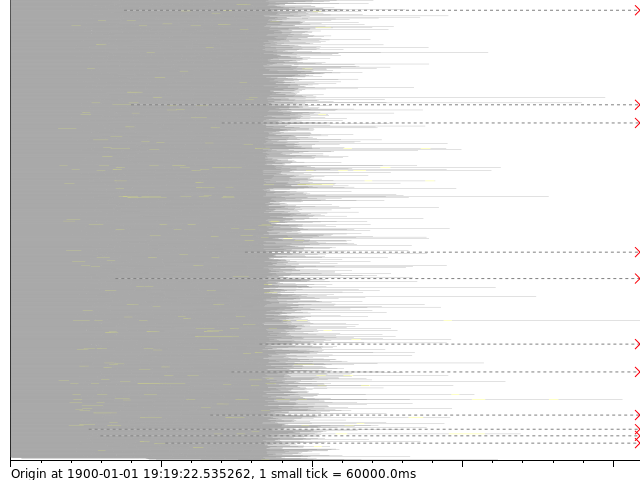 Origin at 1900-01-01 19:19:22.535262, 1 small tick = 60000.0ms